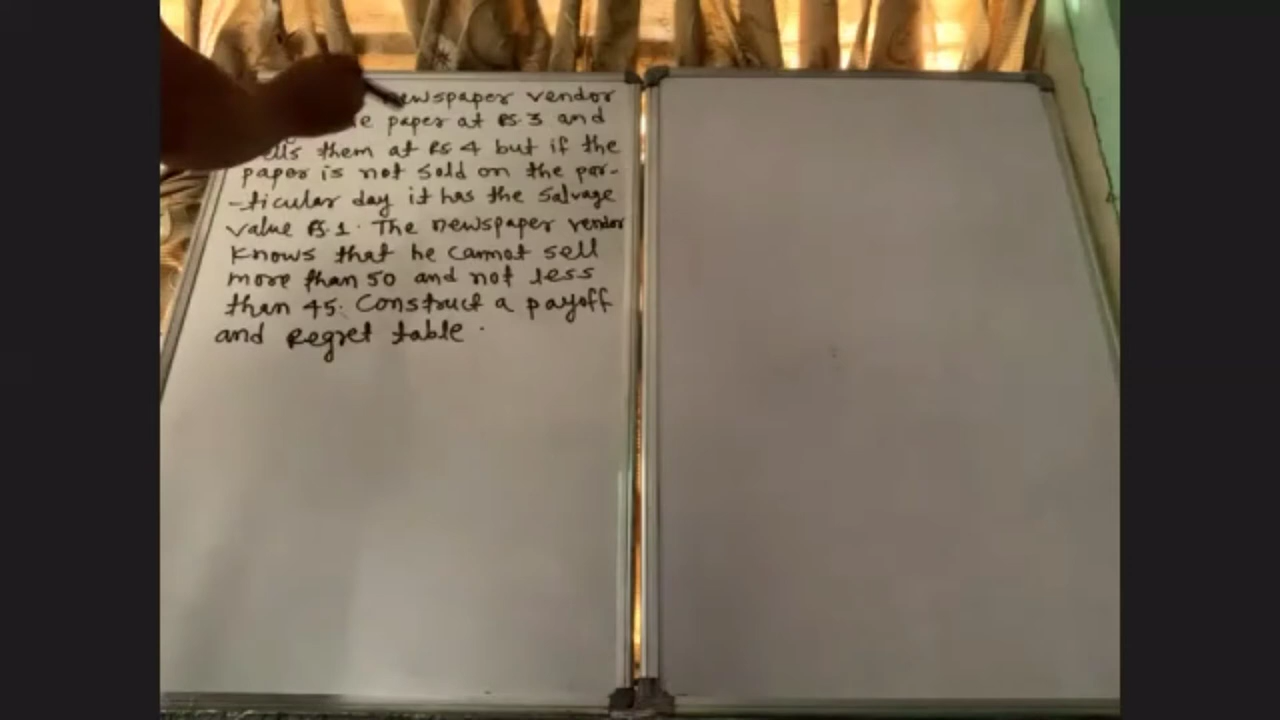 newspaper vendor
paper at Rs.3 and
sells them at Rs 4 but if the
paper is not sold on the par-
-ticular day it has the salvage
value Rs.1. The newspaper vendor
knows that he cannot sell
more than 50 and not less
than 45. Construct a payoff
and Regret table.